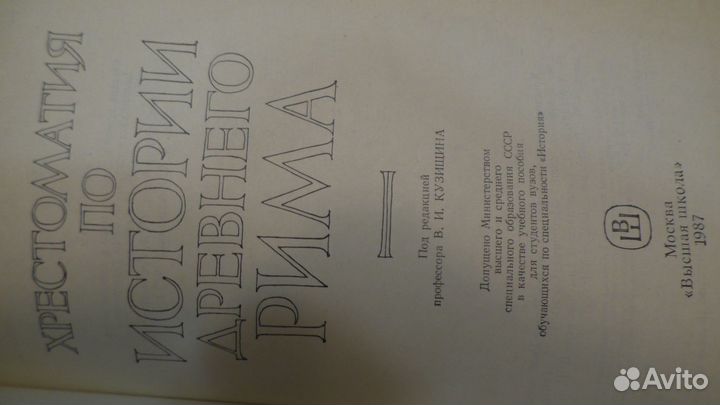 ХРЕСТОМАТИЯ
ПО
ИСТОРИИ
ДРЕВНЕГО
РИМА
Под редакцией
профессора В. И. КУЗИЩИНА
Допущено Министерством
высшего и среднего
специального образования СССР
в качестве учебного пособия
для студентов вузов,
обучающихся по специальности «История»
ВШ
Москва
«Высшая школа»
1987
Avito